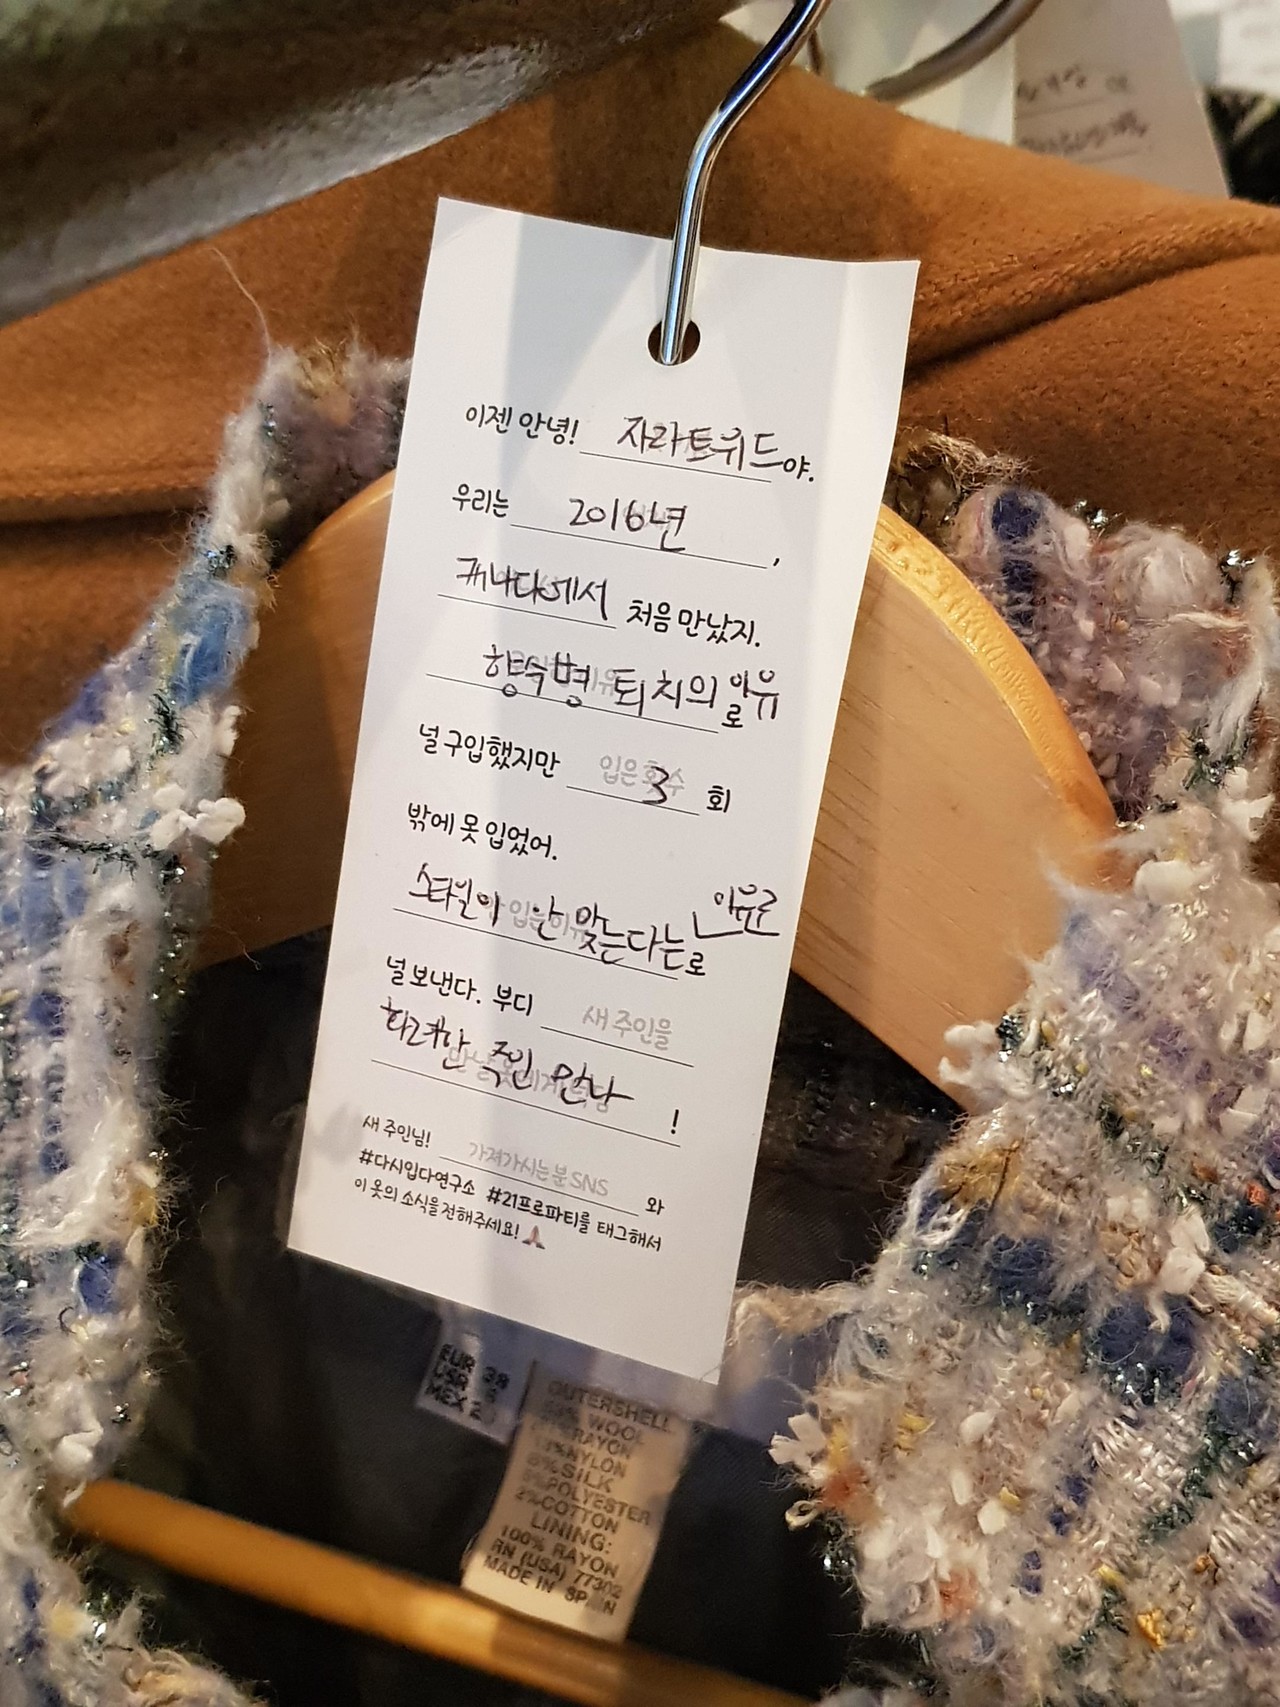 이젠 안녕! 자라트위드야.
우리는 2016년,
캐나다에서 처음 만났지.
향수병 퇴치의 이유로
널 구입했지만 입은 횟수 3 회
밖에 못 입었어.
스타일이 안 맞는다는 이유로
널 보낸다. 부디 새 주인을
화려한 주인 만나!
새 주인님! 가져가시는 분 SNS 와
#다시입다연구소 #21프로파티를 태그해서
이 옷의 소식을 전해주세요! 🙏
EUR 38
USA
MEX 2
OUTERSHELL
WOOL
RAYON
NYLON
SILK
POLYESTER
2%COTTON
LINING:
100% RAYON
RN (USA) 77302
MADE IN SPAIN